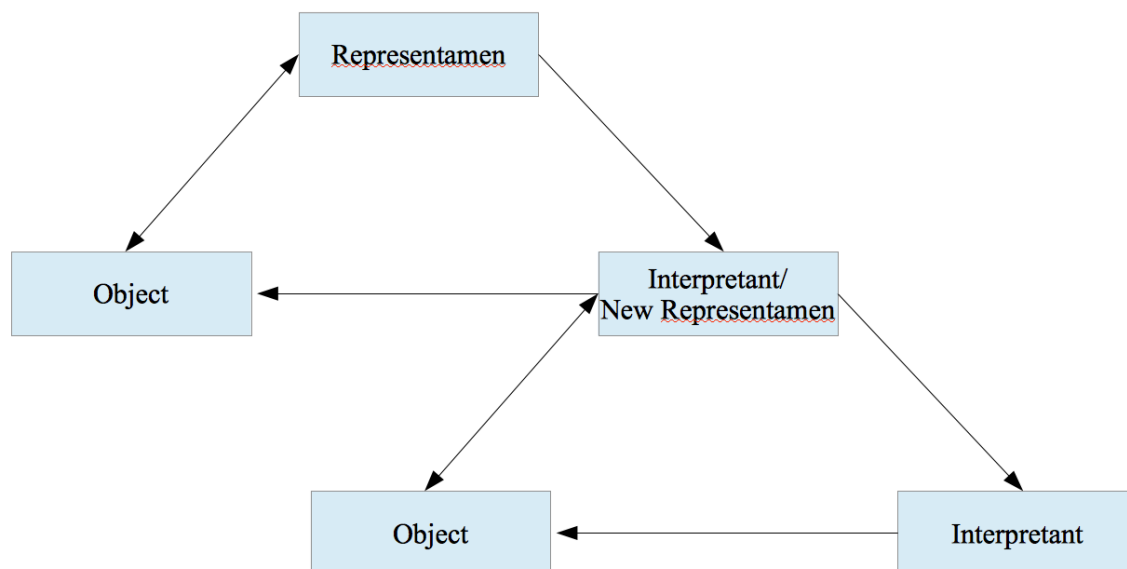 Representamen
Object
Interpretant/
New Representamen
Object
Interpretant